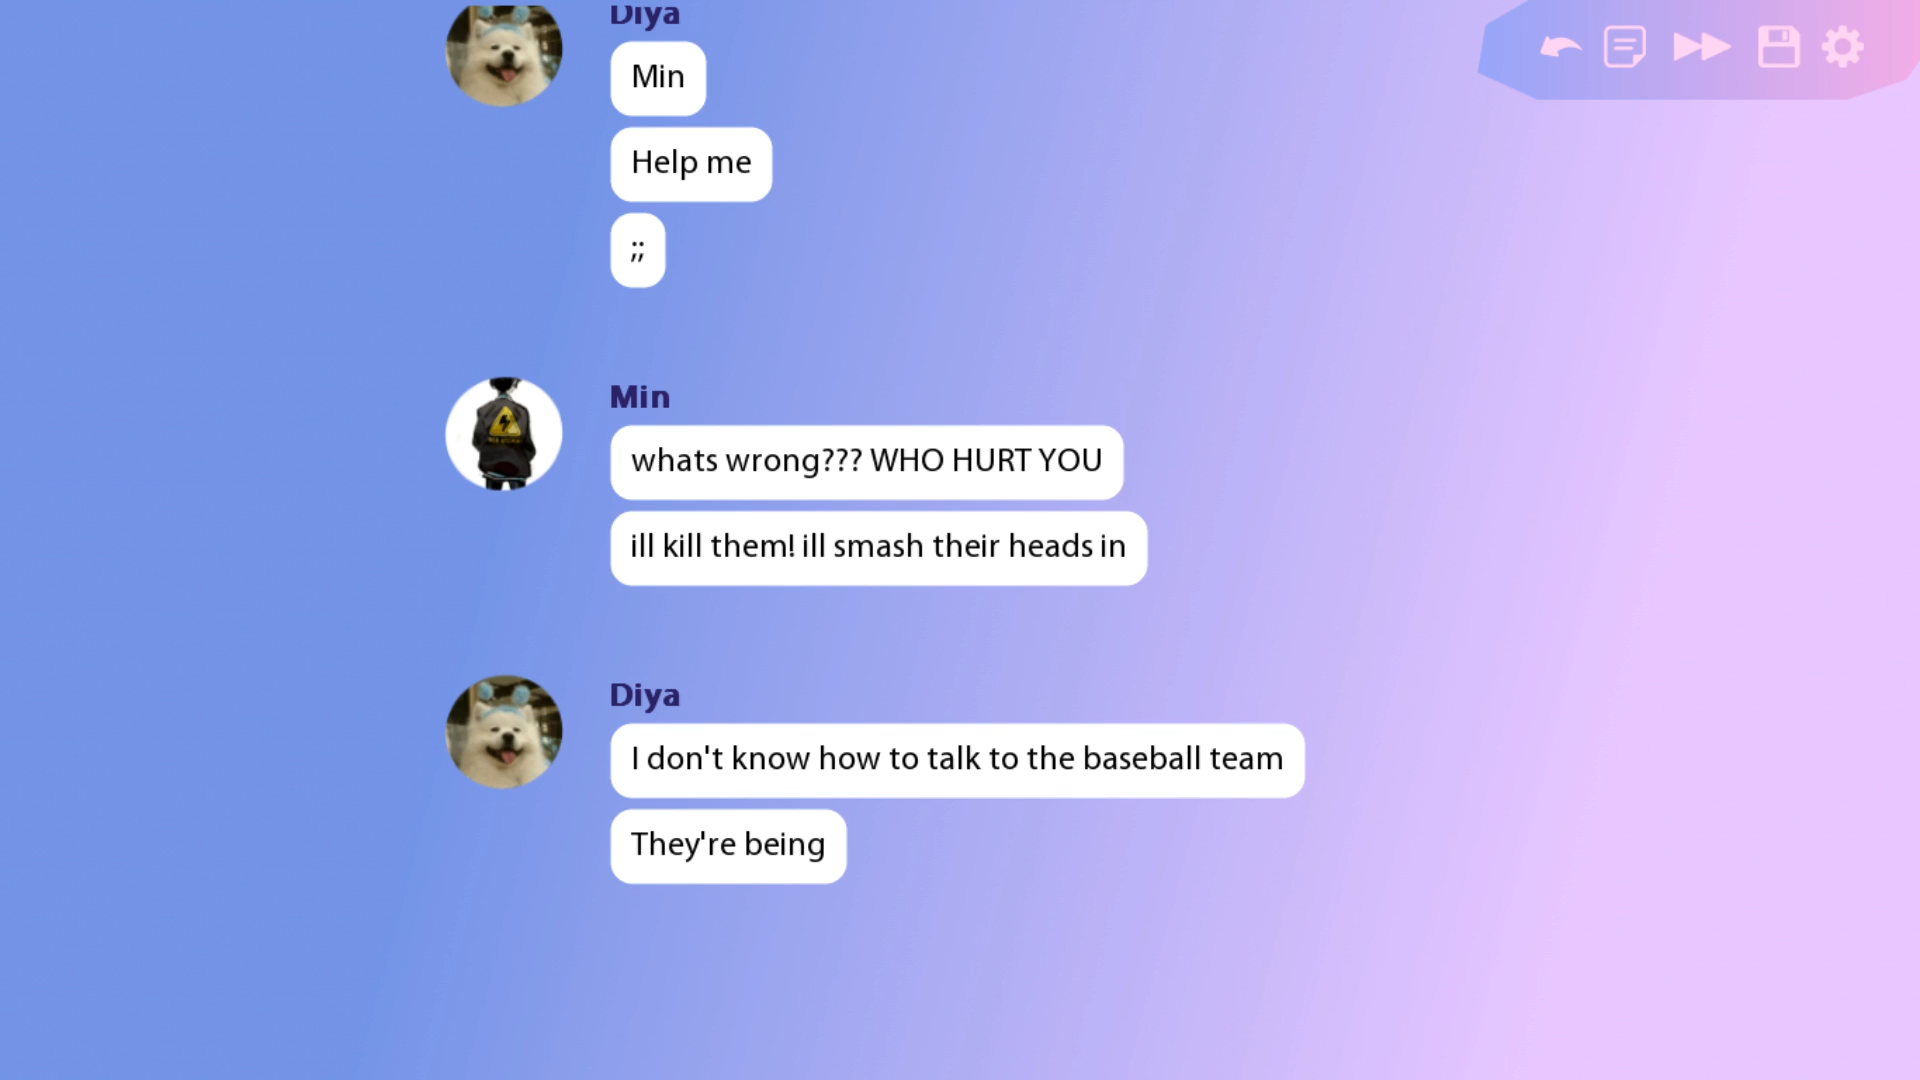 Diya
Min
Help me
;;
Min
whats wrong??? WHO HURT YOU
ill kill them! ill smash their heads in
Diya
I don't know how to talk to the baseball team
They're being